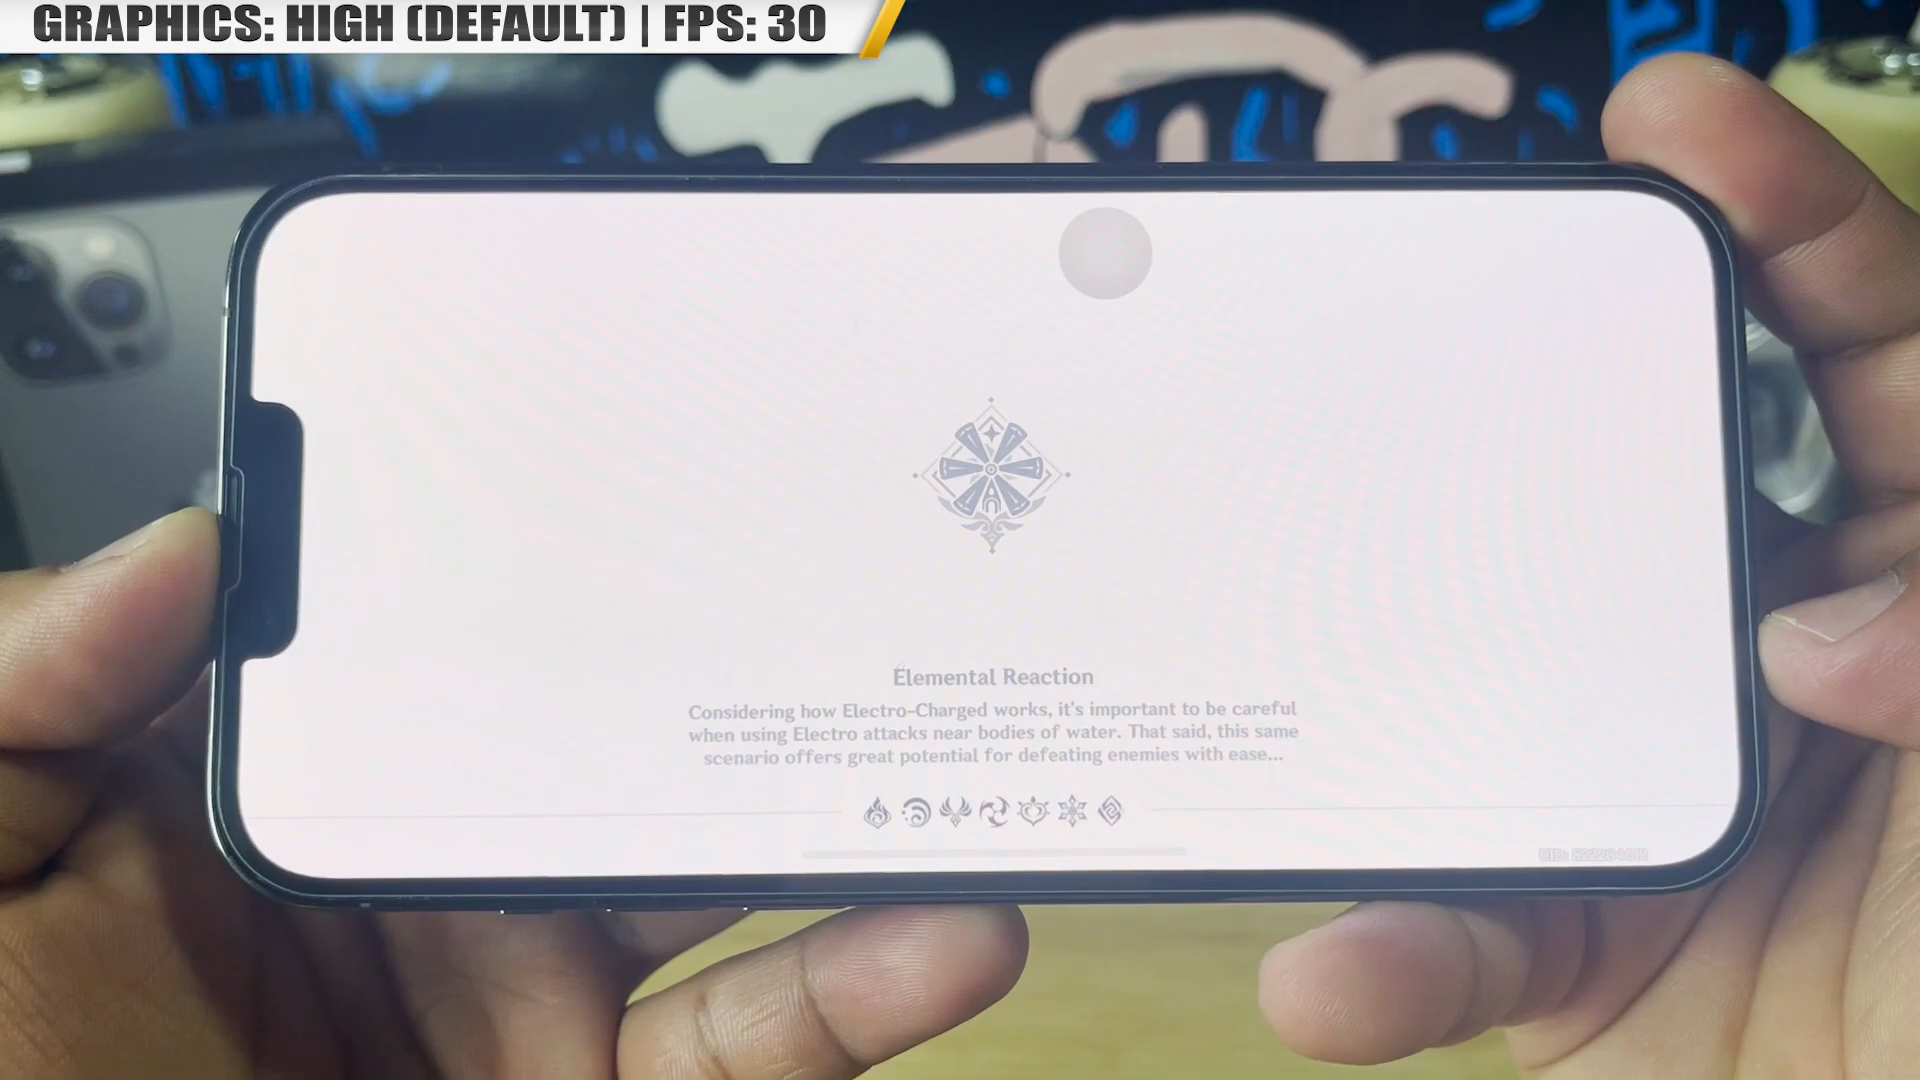 GRAPHICS: HIGH (DEFAULT) | FPS: 30
Elemental Reaction
Considering how Electro-Charged works, it's important to be careful
when using Electro attacks near bodies of water. That said, this same
scenario offers great potential for defeating enemies with ease...
UID: